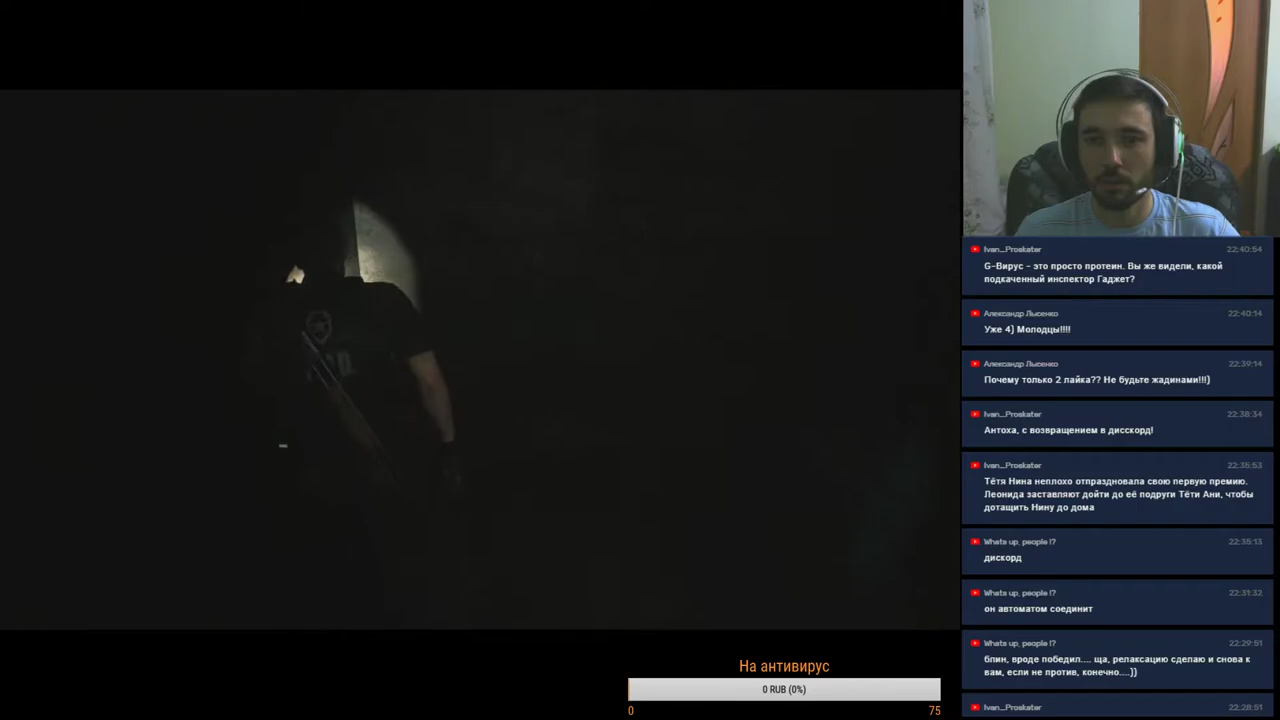 Ivan_Proskater 22:40:54
G-Вирус - это просто протеин. Вы же видели, какой
подкаченный инспектор Гаджет?
Александр Лысенко 22:40:14
Уже 4) Молодцы!!!!
Александр Лысенко 22:39:14
Почему только 2 лайка?? Не будьте жадинами!!!)
Ivan_Proskater 22:38:34
Антоха, с возвращением в дисскорд!
Ivan_Proskater 22:35:53
Тётя Нина неплохо отпраздновала свою первую премию.
Леонида заставляют дойти до её подруги Тёти Ани, чтобы
дотащить Нину до дома
Whats up, people !? 22:35:13
дискорд
Whats up, people !? 22:31:32
он автоматом соединит
Whats up, people !? 22:29:51
блин, вроде победил.... ща, релаксацию сделаю и снова к
вам, если не против, конечно....))
Ivan_Proskater 22:28:51
На антивирус
0 RUB (0%)
0 75